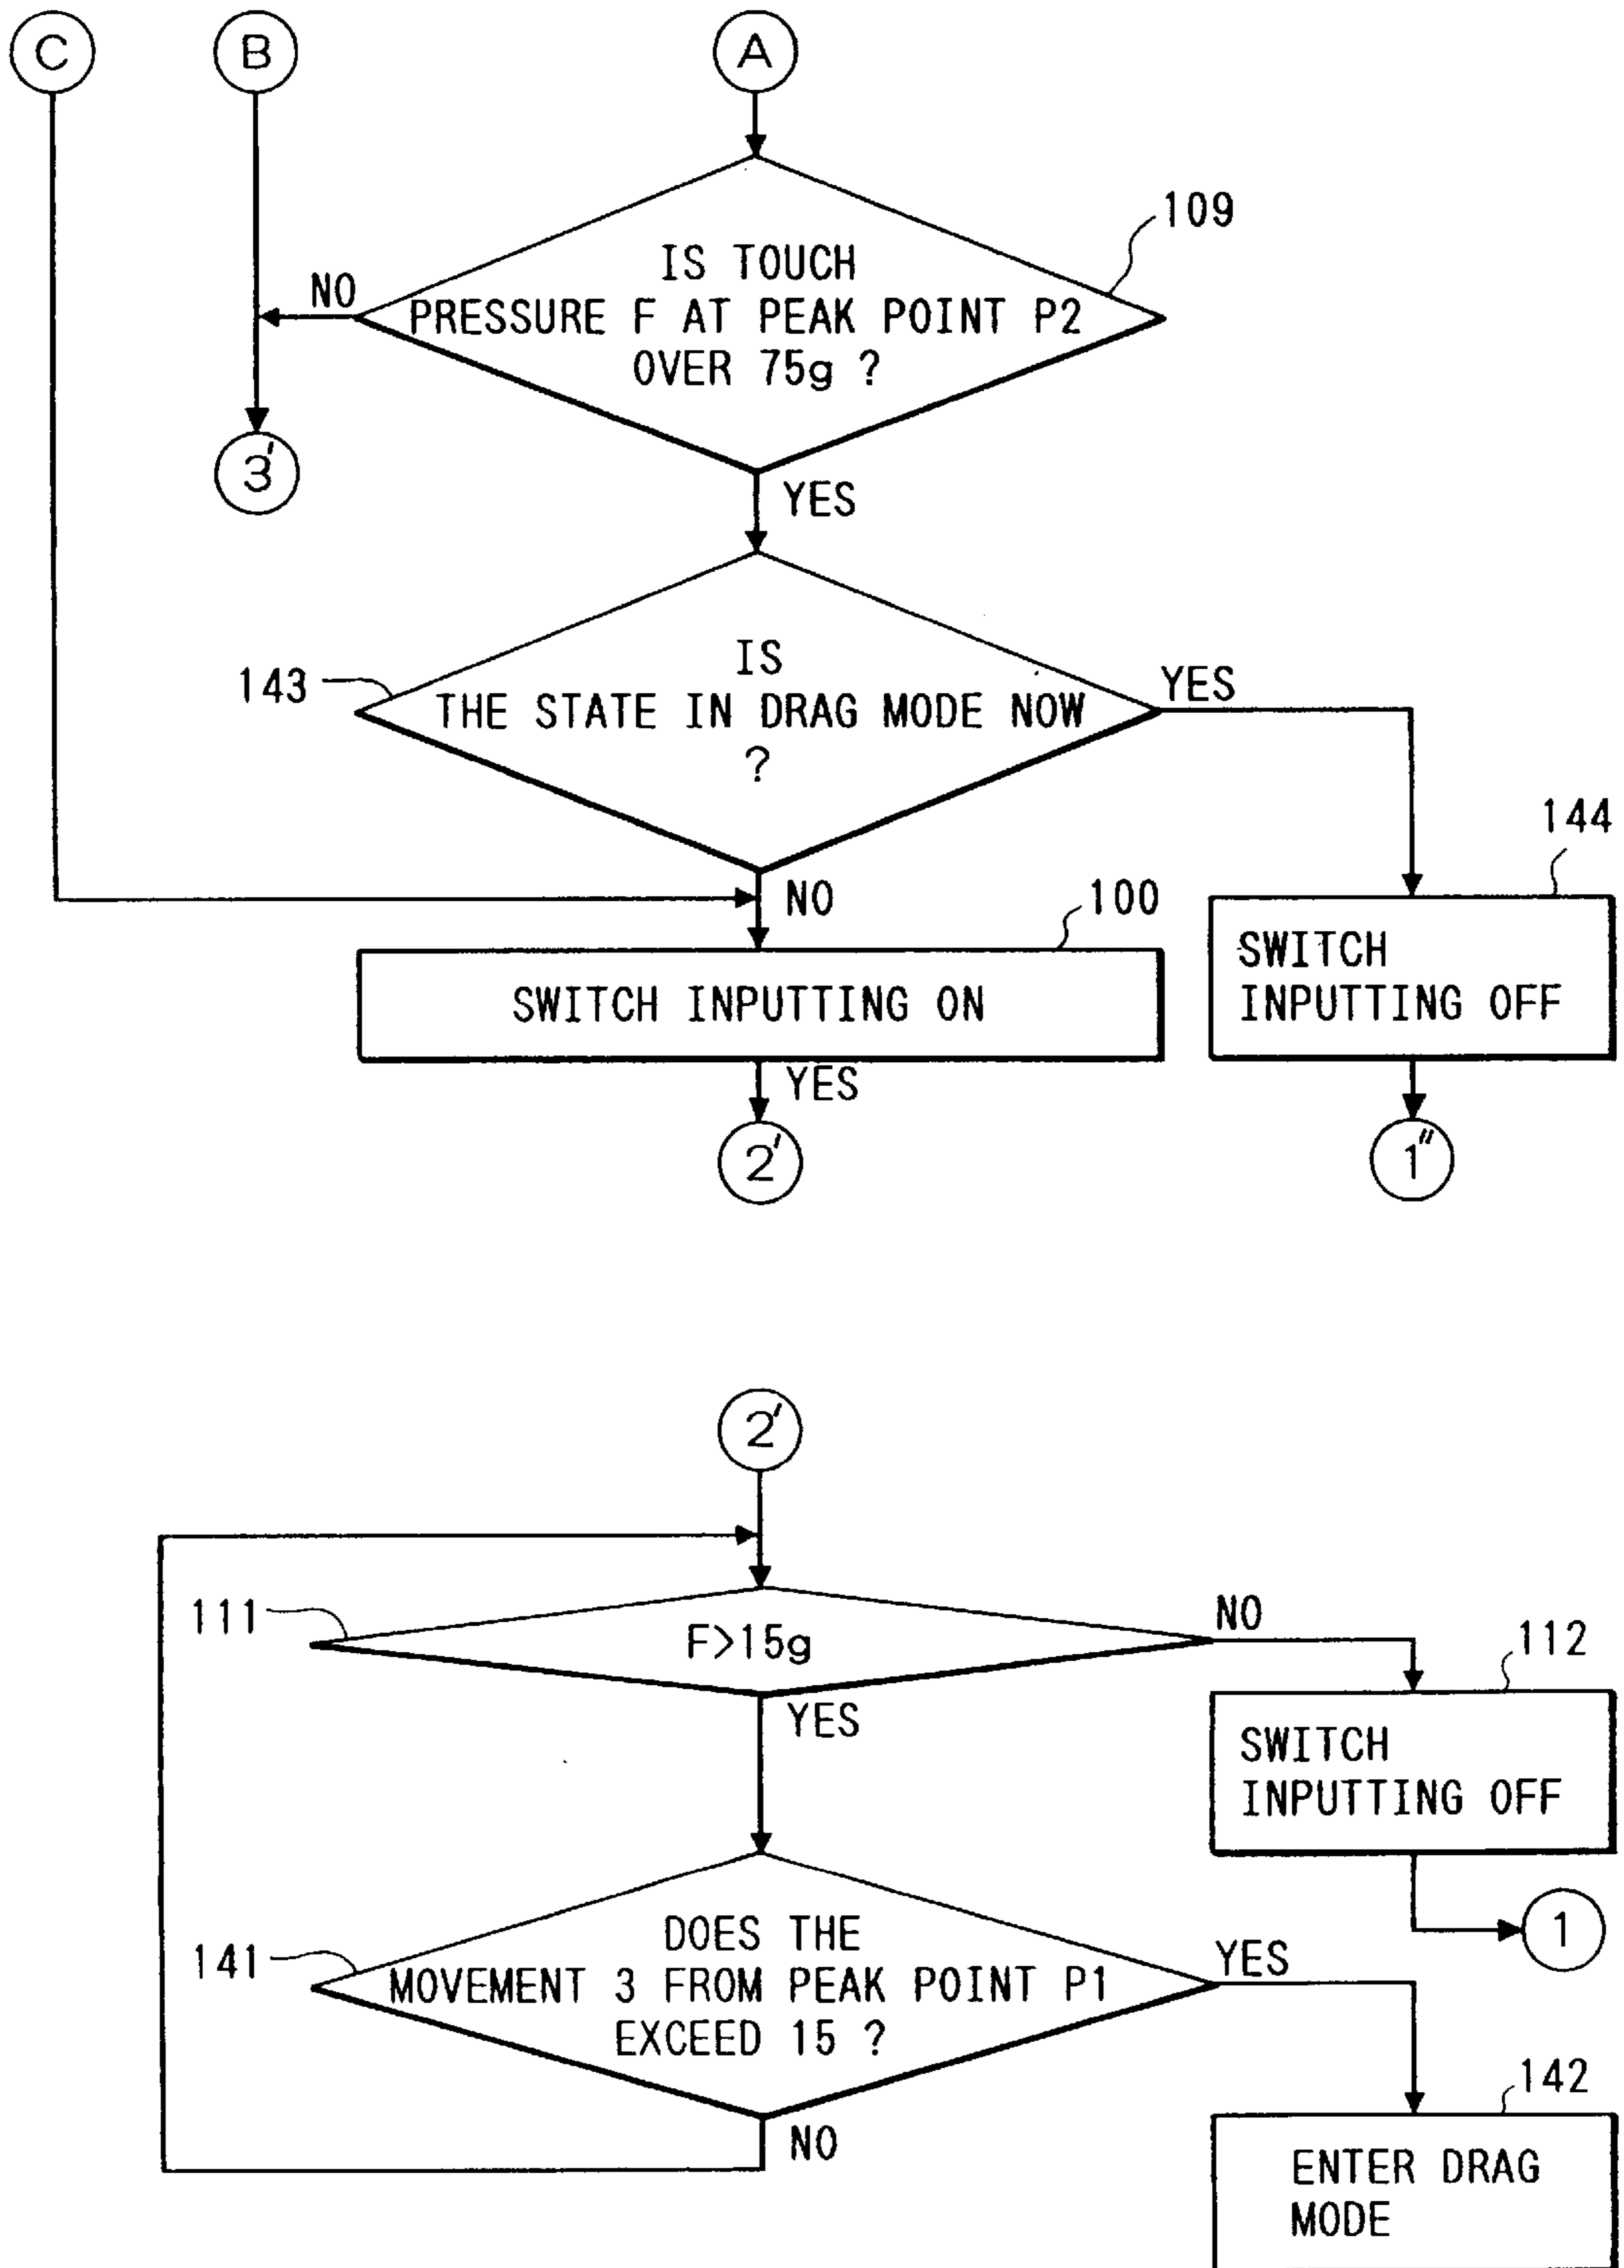 C
B
A
109
IS TOUCH
NO
PRESSURE F AT PEAK POINT P2
OVER 75g ?
3'
YES
IS
143
YES
THE STATE IN DRAG MODE NOW
?
144
NO
100
SWITCH
INPUTTING OFF
SWITCH INPUTTING ON
YES
2'
1"
2'
111
NO
F>15g
112
YES
SWITCH
INPUTTING OFF
1
DOES THE
141
YES
MOVEMENT 3 FROM PEAK POINT P1
EXCEED 15 ?
142
NO
ENTER DRAG
MODE